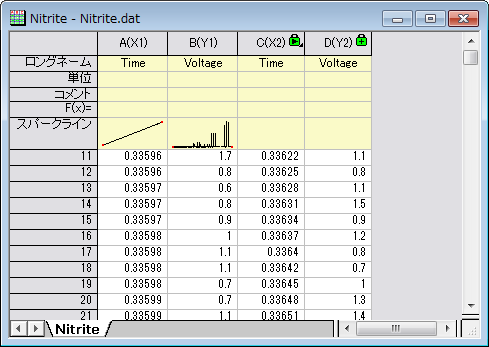 Nitrite - Nitrite.dat
A(X1) B(Y1) C(X2) D(Y2)
ロングネーム Time Voltage Time Voltage
単位
コメント
F(x)=
スパークライン
11 0.33596 1.7 0.33622 1.1
12 0.33596 0.8 0.33625 0.8
13 0.33597 0.6 0.33628 1.1
14 0.33597 0.8 0.33631 1.5
15 0.33597 0.9 0.33634 0.9
16 0.33598 1 0.33637 1.2
17 0.33598 1.1 0.3364 0.8
18 0.33598 1.1 0.33642 0.7
19 0.33598 0.7 0.33645 1
20 0.33599 0.7 0.33648 1.3
21 0.33599 1.1 0.33651 1.4
Nitrite